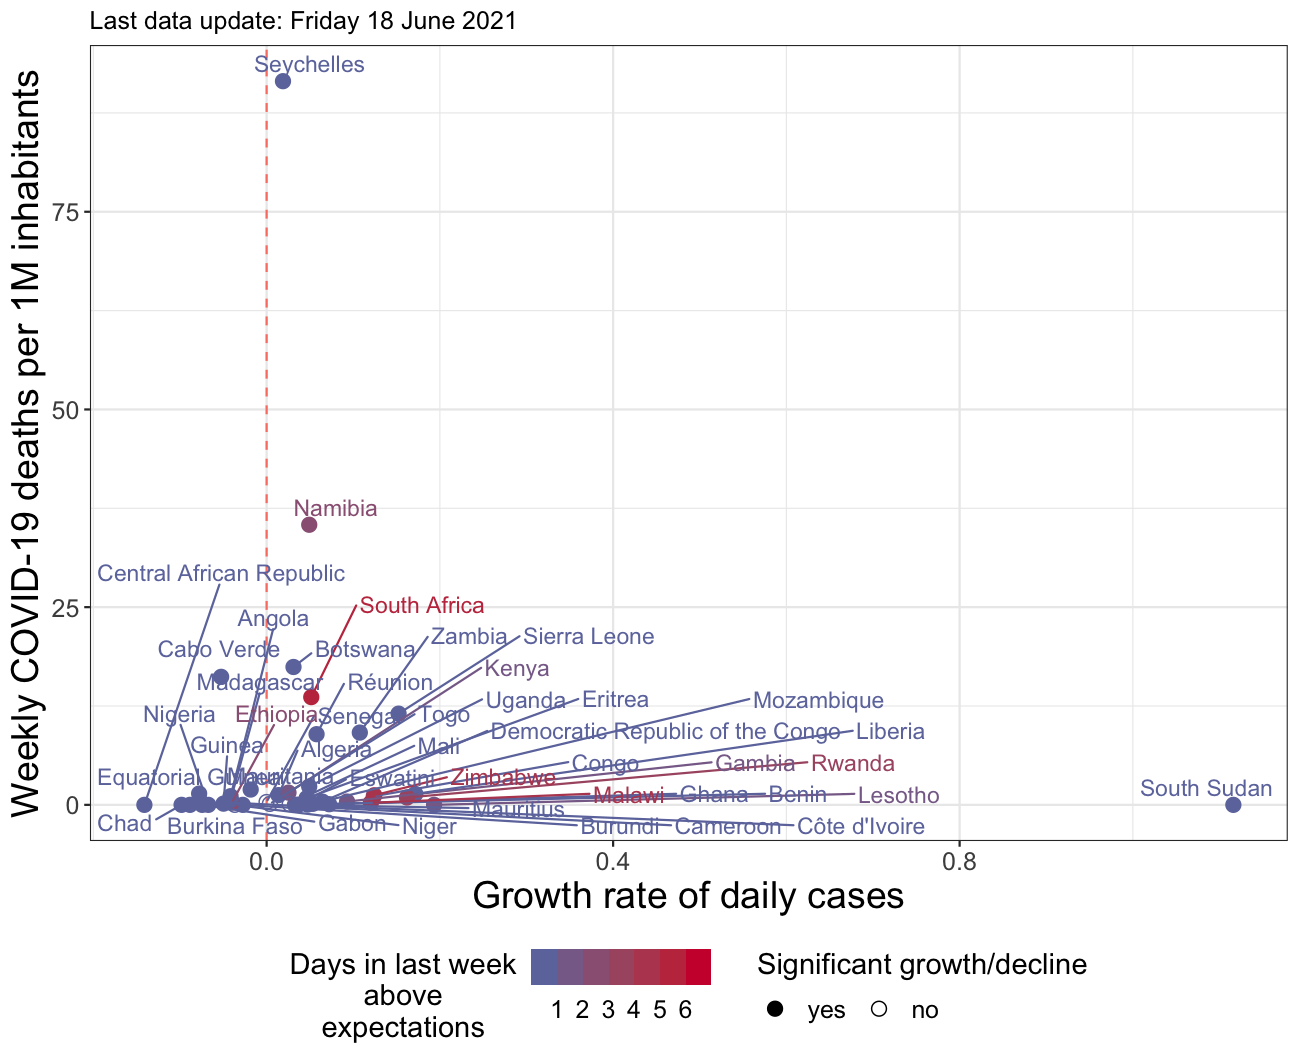 Last data update: Friday 18 June 2021
Weekly COVID-19 deaths per 1M inhabitants
75
50
25
0
Seychelles
Namibia
Central African Republic
South Africa
Angola
Zambia
Sierra Leone
Cabo Verde
Botswana
Kenya
Madagascar
Réunion
Uganda
Eritrea
Mozambique
Nigeria
Ethiopia
Senegal
Togo
Democratic Republic of the Congo
Liberia
Guinea
Algeria
Mali
Congo
Gambia
Rwanda
Equatorial Guinea
Mauritania
Eswatini
Zimbabwe
South Sudan
Malawi
Ghana
Benin
Lesotho
Mauritius
Chad
Burkina Faso
Gabon
Niger
Burundi
Cameroon
Côte d'Ivoire
0.0
0.4
0.8
Growth rate of daily cases
Days in last week
above
expectations
1 2 3 4 5 6
Significant growth/decline
yes
no